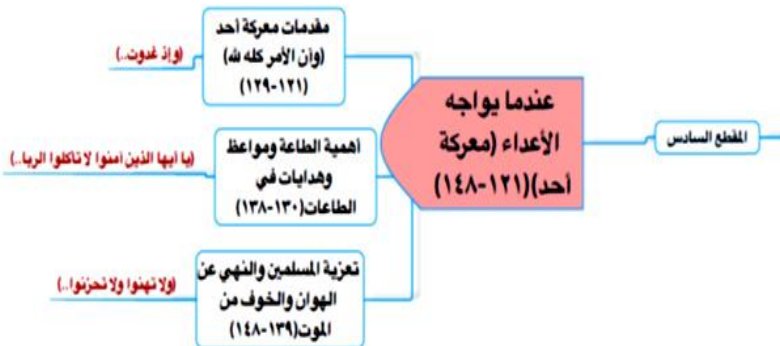 المقطع السادس
عندما يواجه
الأعداء (معركة
أحد)(١٢١-١٤٨)
مقدمات معركة أحد
(وأن الأمر كله لله)
(١٢١-١٢٩)
(وإذ غدوت..)
أهمية الطاعة ومواعظ
وهدايات في
الطاعات(١٣٠-١٣٨)
(يا أيها الذين آمنوا لا تأكلوا الربا..)
تعزية المسلمين والنهي عن
الهوان والخوف من
الموت(١٣٩-١٤٨)
(ولا تهنوا ولا تحزنوا..)